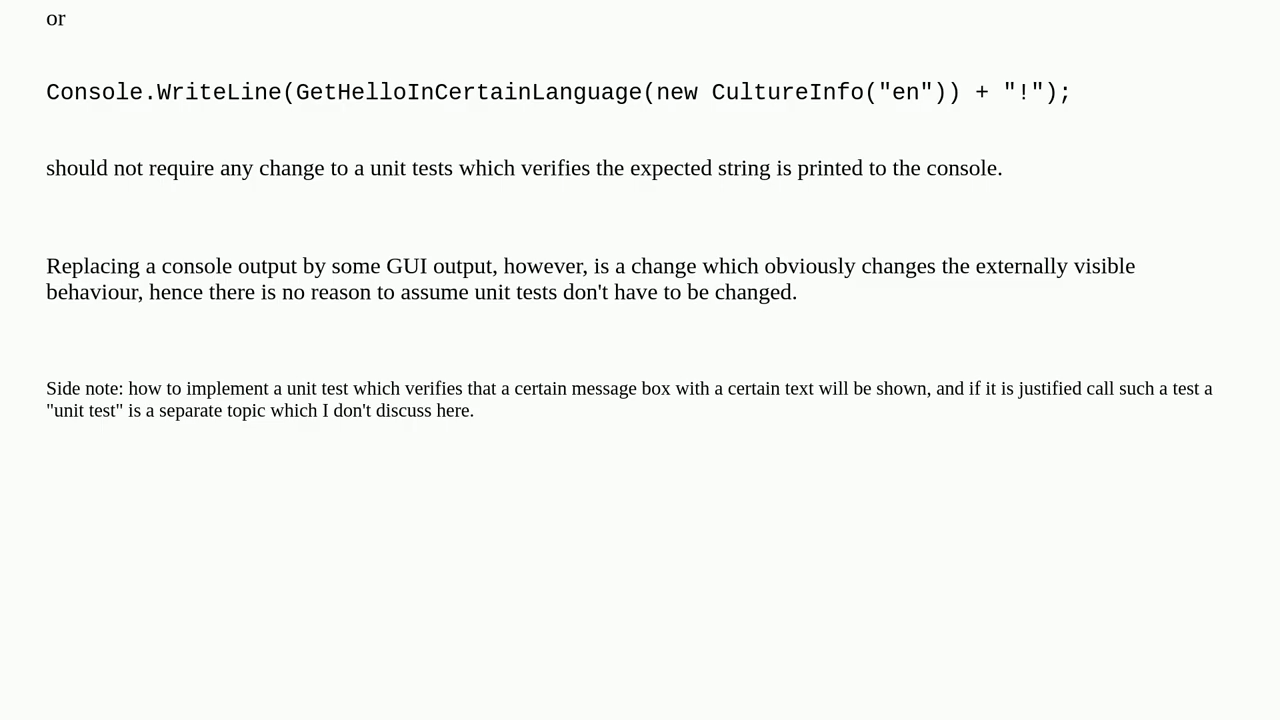 or
Console.WriteLine(GetHelloInCertainLanguage(new CultureInfo("en")) + "!");
should not require any change to a unit tests which verifies the expected string is printed to the console.
Replacing a console output by some GUI output, however, is a change which obviously changes the externally visible
behaviour, hence there is no reason to assume unit tests don't have to be changed.
Side note: how to implement a unit test which verifies that a certain message box with a certain text will be shown, and if it is justified call such a test a
"unit test" is a separate topic which I don't discuss here.